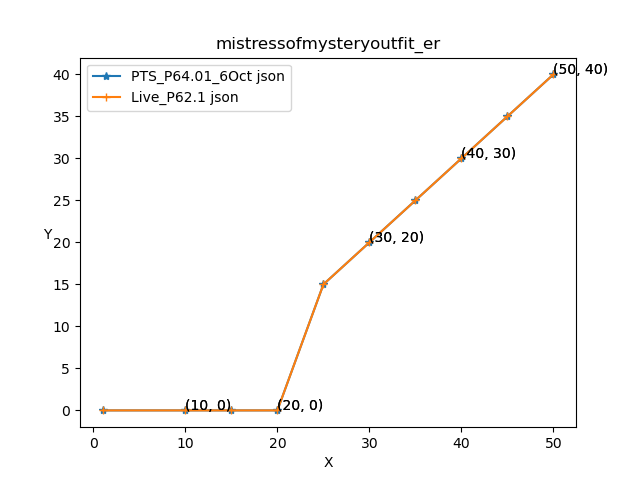 mistressofmysteryoutfit_er
PTS_P64.01_6Oct json
Live_P62.1 json
(50, 40)
(40, 30)
(30, 20)
(10, 0)
(20, 0)
Y
40
35
30
25
20
15
10
5
0
0 10 20 30 40 50
X